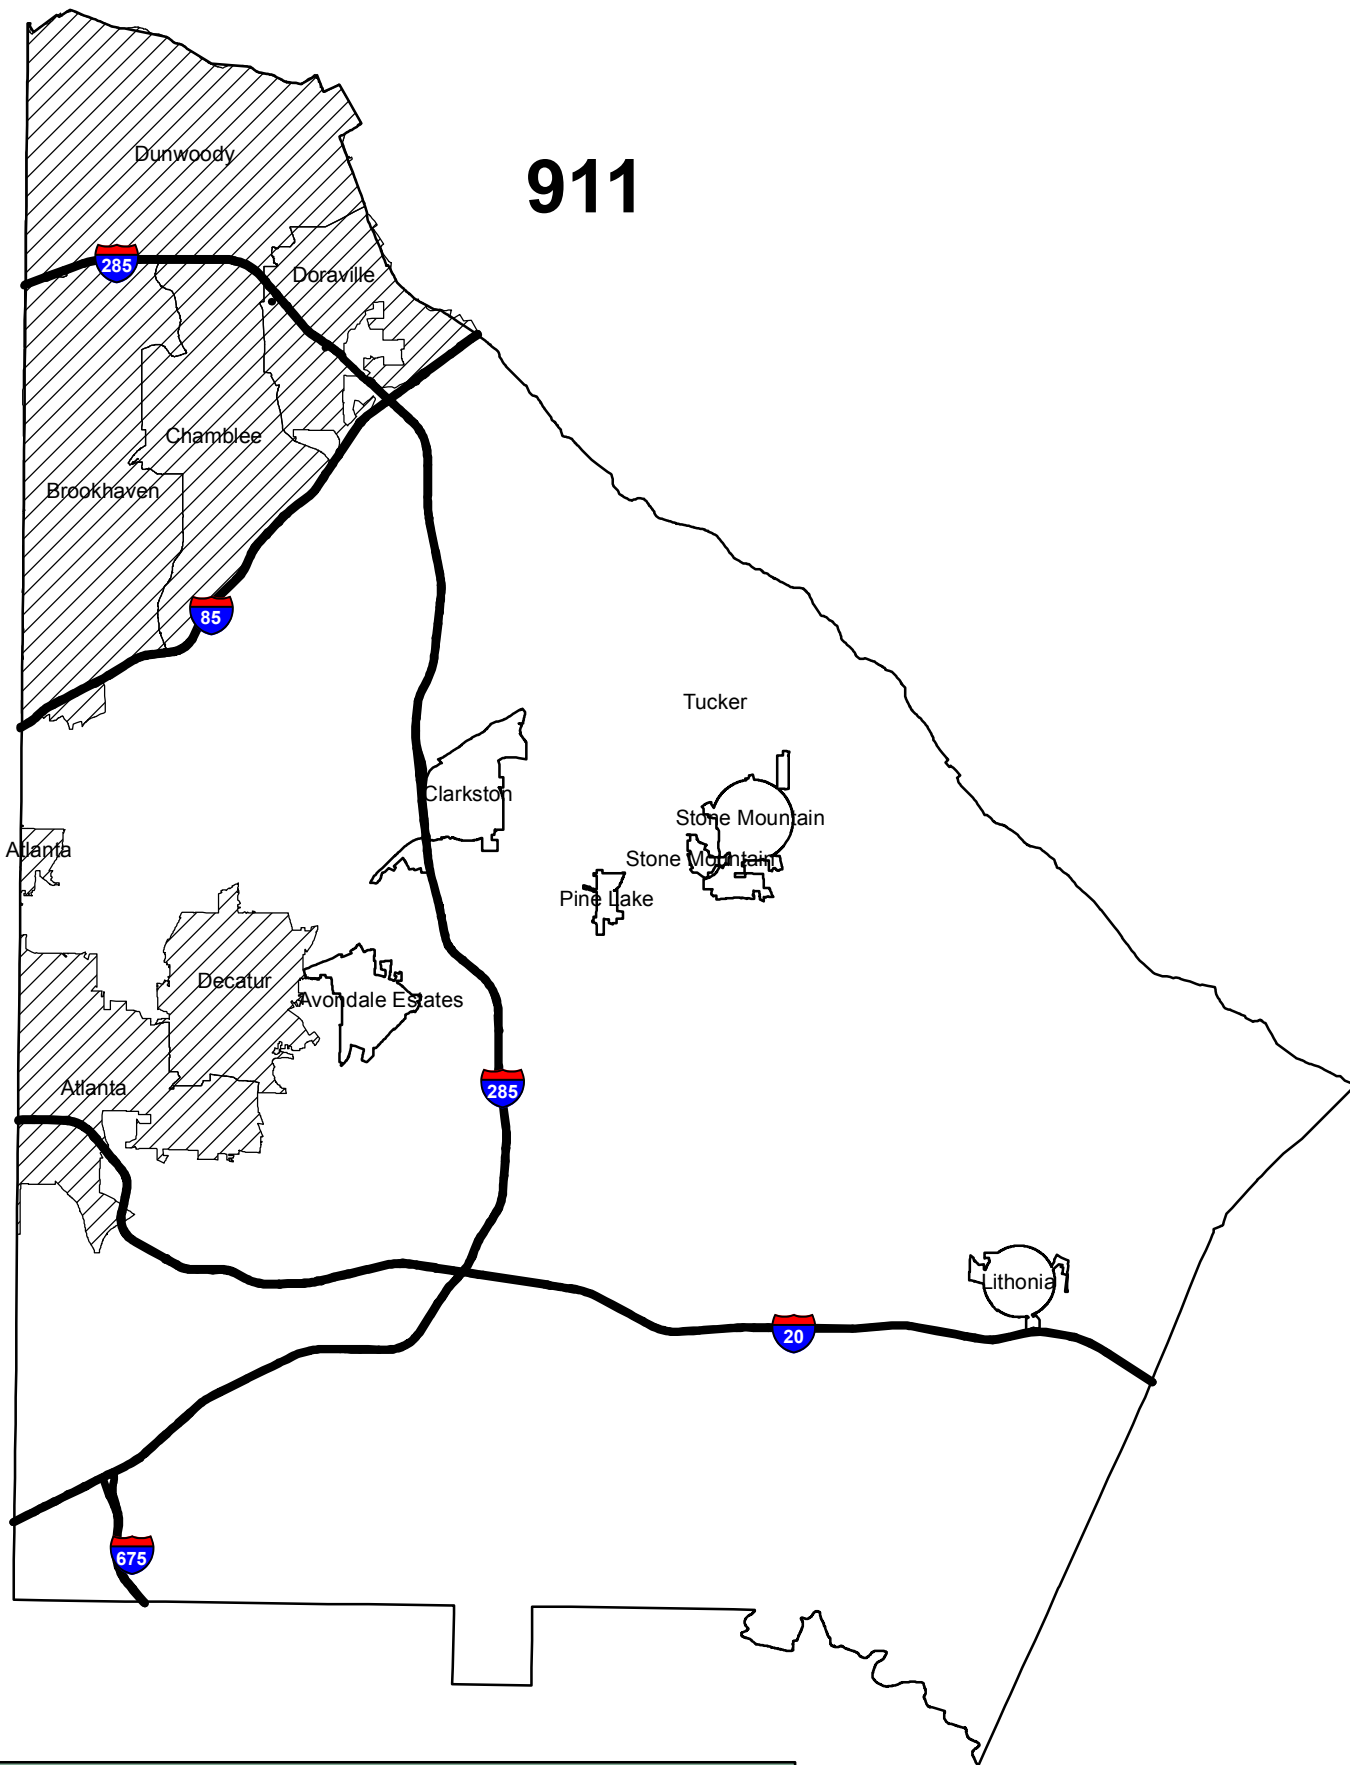 Dunwoody
911
285
Doraville
Chamblee
Brookhaven
85
Tucker
Clarkston
Stone Mountain
Atlanta
Stone Mountain
Pine Lake
Decatur
Avondale Estates
Atlanta
285
Lithonia
20
675